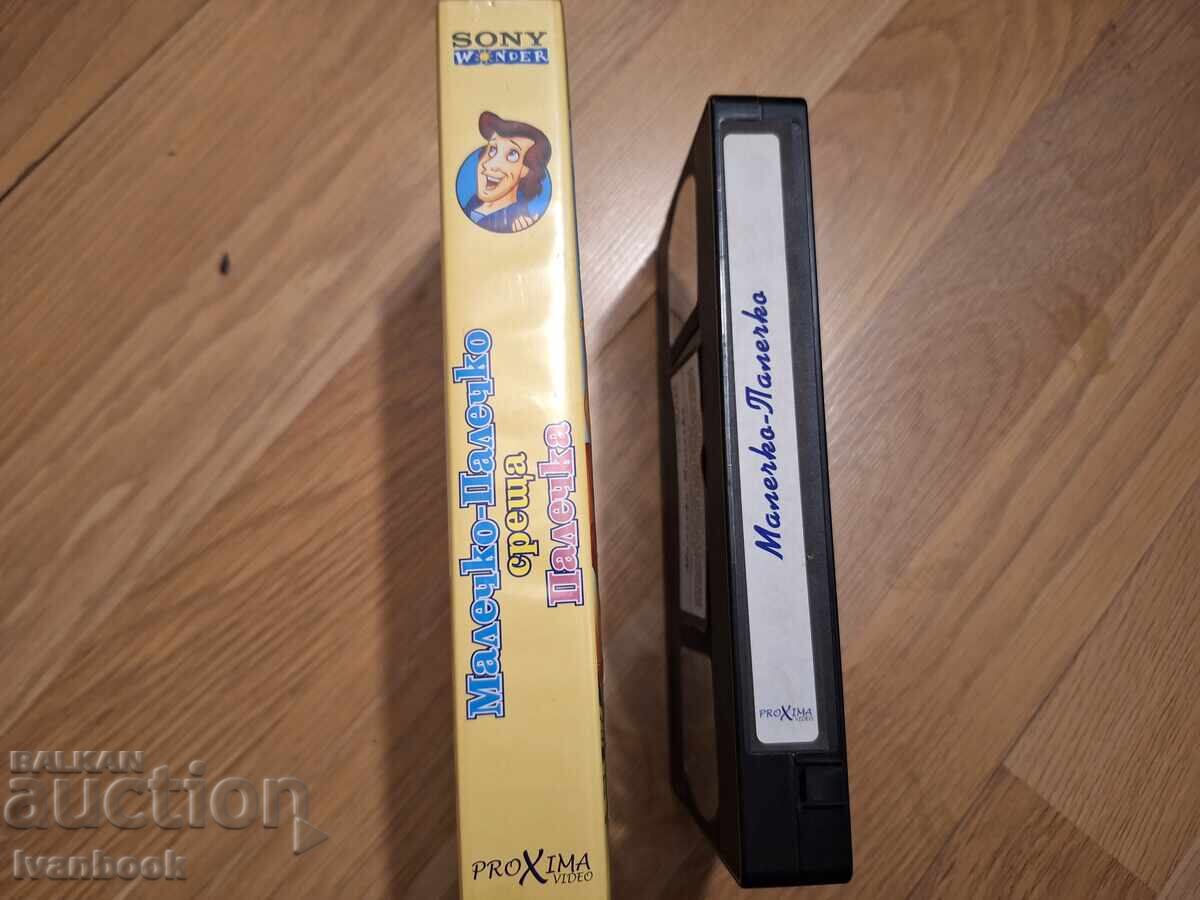 SONY
WONDER
Малечко-Палечко
среща
Палечка
PROXIMA
VIDEO
Малечко-Палечко
PROXIMA
VIDEO
BALKAN
auction
Ivanbook